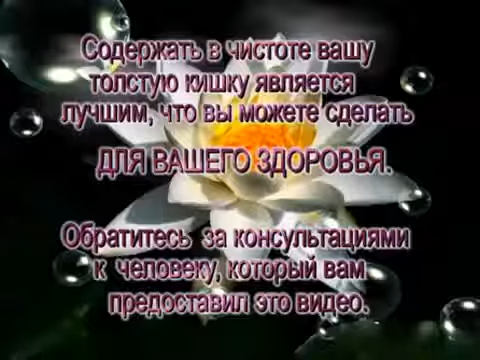 Содержать в чистоте вашу
толстую кишку является
лучшим, что вы можете сделать
ДЛЯ ВАШЕГО ЗДОРОВЬЯ.
Обратитесь за консультациями
к человеку, который вам
предоставил это видео.